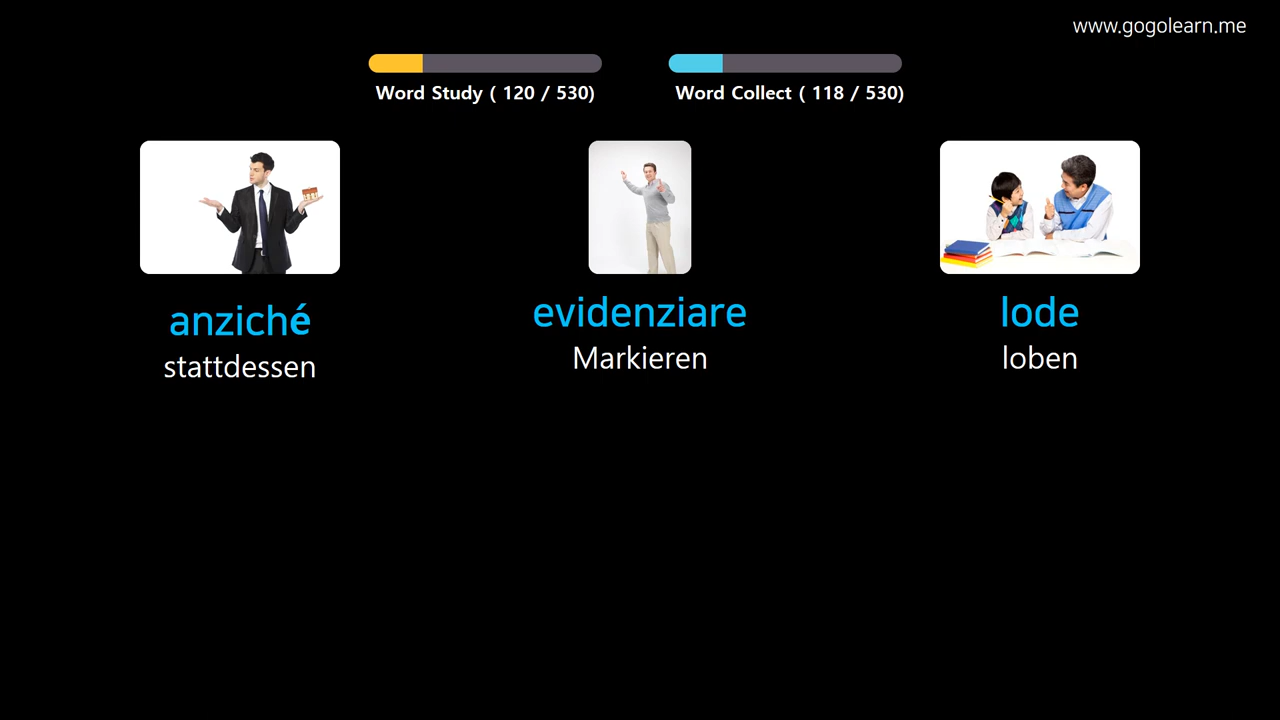 www.gogolearn.me
Word Study ( 120 / 530)
Word Collect ( 118 / 530)
anziché
stattdessen
evidenziare
Markieren
lode
loben